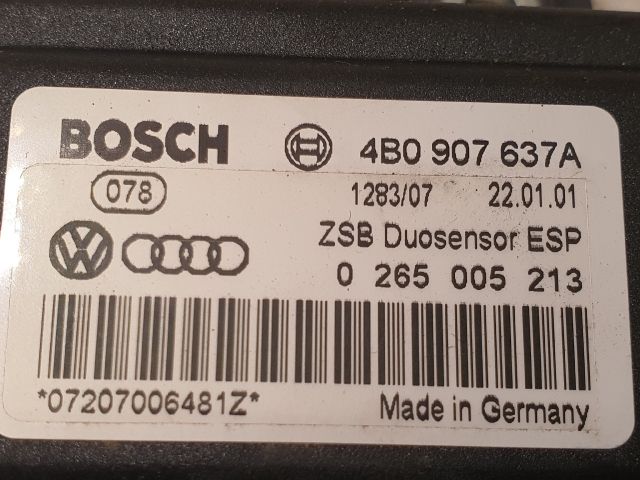 BOSCH 4B0 907 637A
078 1283/07 22.01.01
ZSB Duosensor ESP
0 265 005 213
*07207006481Z* Made in Germany